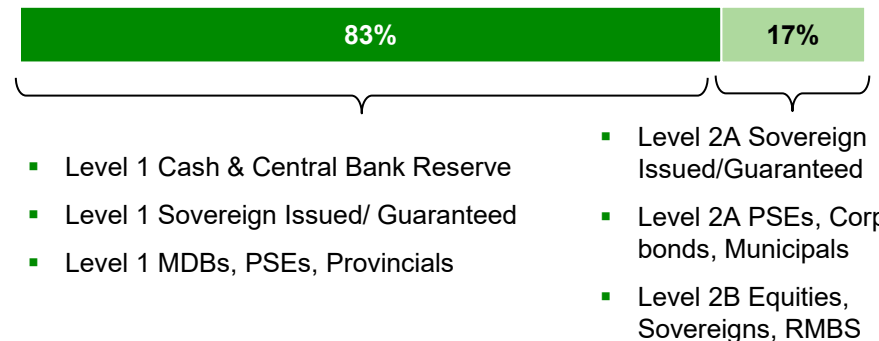 83%
17%
▪ Level 1 Cash & Central Bank Reserve
▪ Level 1 Sovereign Issued/ Guaranteed
▪ Level 1 MDBs, PSEs, Provincials
▪ Level 2A Sovereign
Issued/Guaranteed
▪ Level 2A PSEs, Corp
bonds, Municipals
▪ Level 2B Equities,
Sovereigns, RMBS